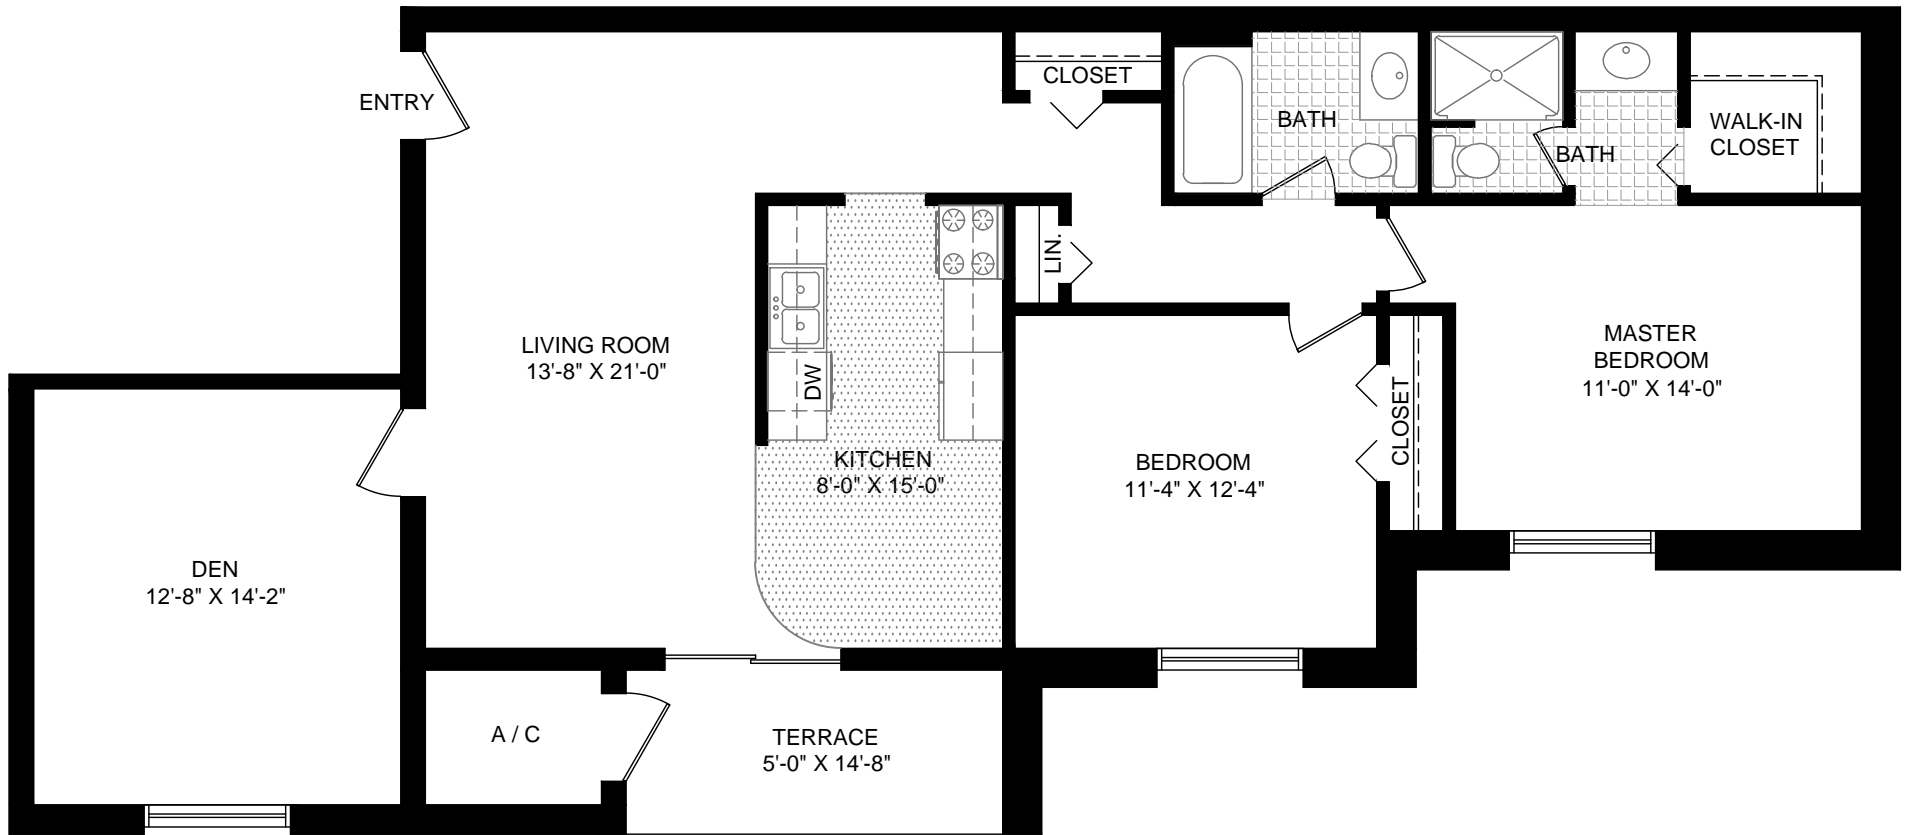 ENTRY
CLOSET
BATH
BATH
WALK-IN
CLOSET
LIN.
LIVING ROOM
13'-8" X 21'-0"
DW
KITCHEN
8'-0" X 15'-0"
BEDROOM
11'-4" X 12'-4"
CLOSET
MASTER
BEDROOM
11'-0" X 14'-0"
DEN
12'-8" X 14'-2"
A / C
TERRACE
5'-0" X 14'-8"